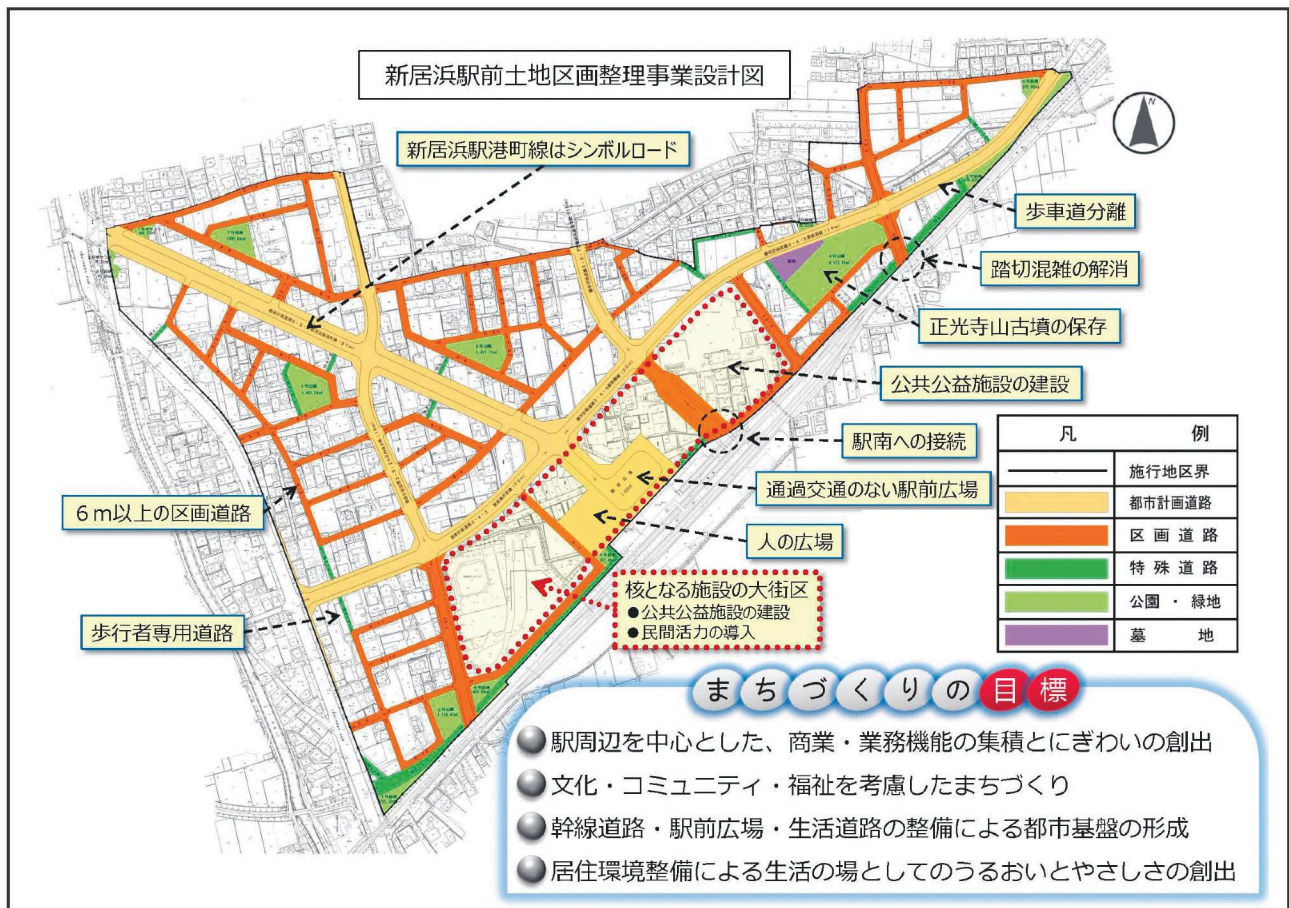 新居浜駅前土地区画整理事業設計図
新居浜駅港町線はシンボルロード
N
歩車道分離
踏切混雑の解消
正光寺山古墳の保存
公共公益施設の建設
駅南への接続
通過交通のない駅前広場
人の広場
核となる施設の大街区
●公共公益施設の建設
●民間活力の導入
6m以上の区画道路
歩行者専用道路
凡 例
施行地区界
都市計画道路
区画道路
特殊道路
公園・緑地
墓地
まちづくりの目標
駅周辺を中心とした、商業・業務機能の集積とにぎわいの創出
文化・コミュニティ・福祉を考慮したまちづくり
幹線道路・駅前広場・生活道路の整備による都市基盤の形成
居住環境整備による生活の場としてのうるおいとやさしさの創出